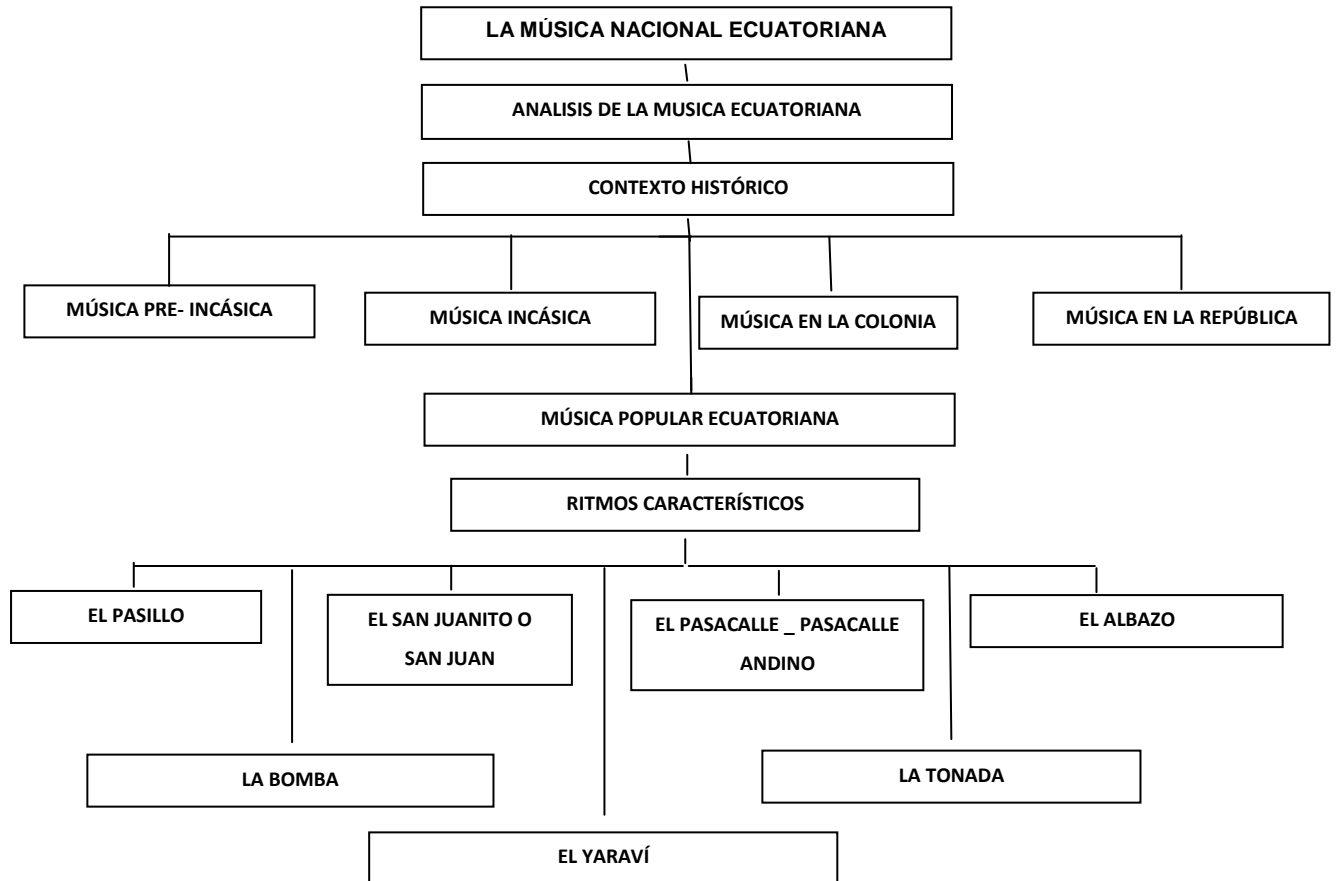 LA MÚSICA NACIONAL ECUATORIANA
ANALISIS DE LA MUSICA ECUATORIANA
CONTEXTO HISTÓRICO
MÚSICA PRE- INCÁSICA
MÚSICA INCÁSICA
MÚSICA EN LA COLONIA
MÚSICA EN LA REPÚBLICA
MÚSICA POPULAR ECUATORIANA
RITMOS CARACTERÍSTICOS
EL PASILLO
EL SAN JUANITO O
SAN JUAN
EL PASACALLE _ PASACALLE
ANDINO
EL ALBAZO
LA BOMBA
LA TONADA
EL YARAVÍ